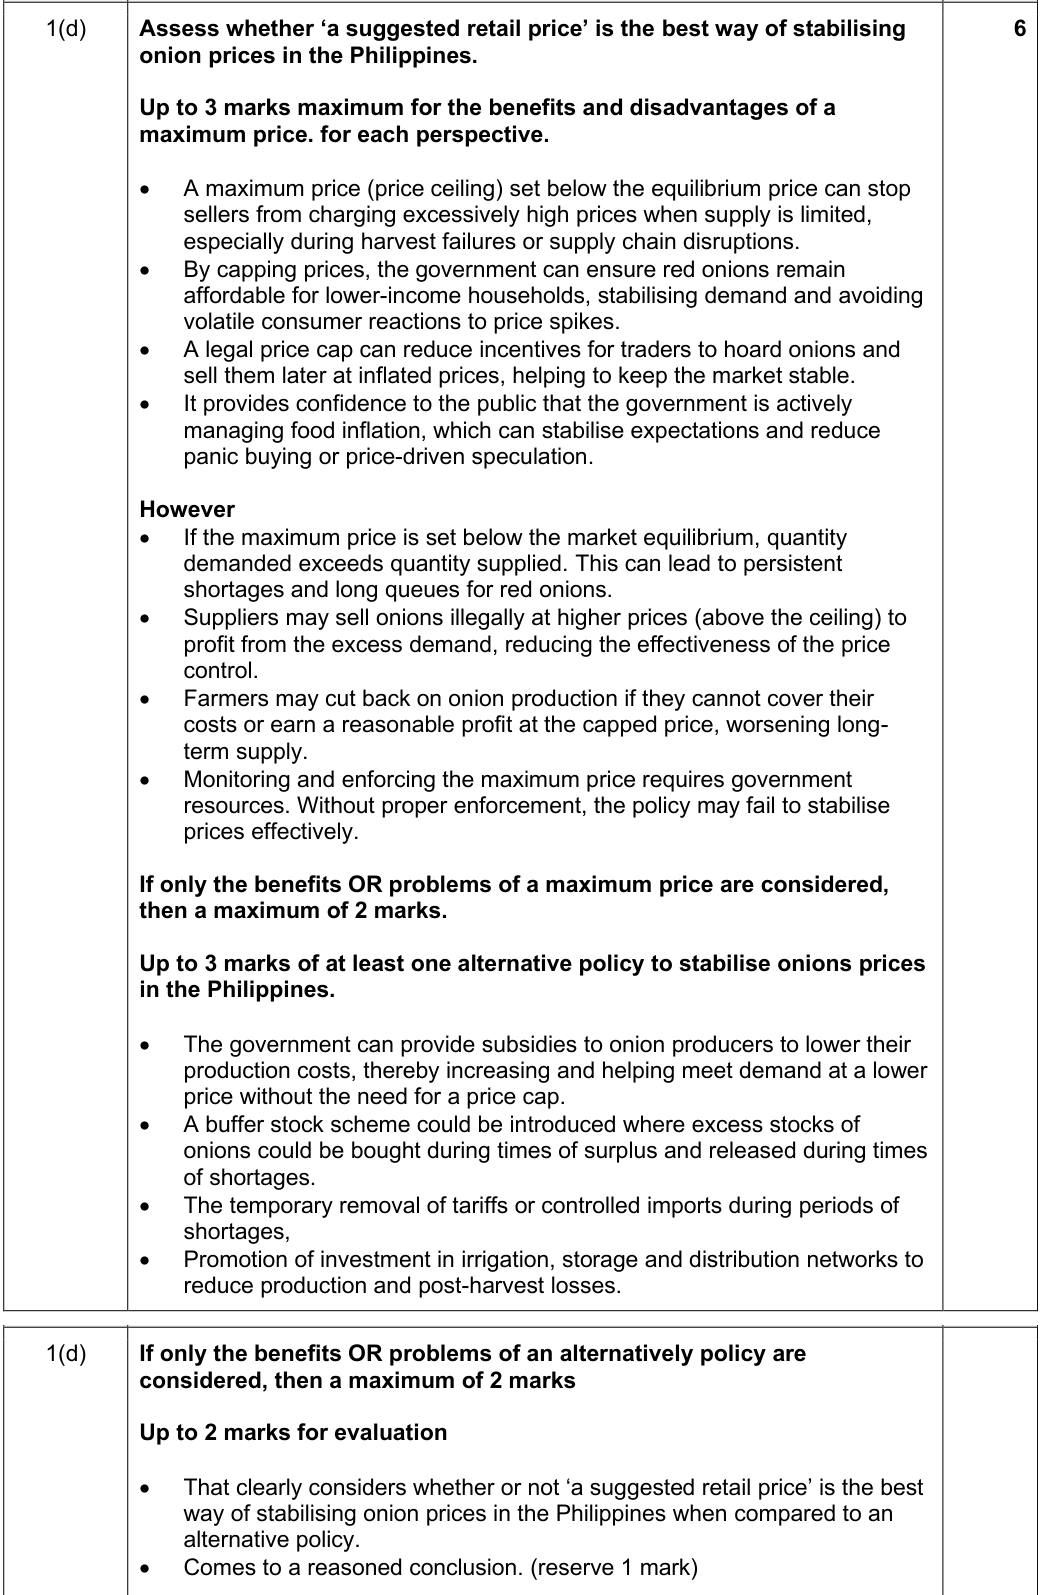 1(d)
Assess whether ‘a suggested retail price’ is the best way of stabilising
6
onion prices in the Philippines.
Up to 3 marks maximum for the benefits and disadvantages of a
maximum price. for each perspective.
• A maximum price (price ceiling) set below the equilibrium price can stop
sellers from charging excessively high prices when supply is limited,
especially during harvest failures or supply chain disruptions.
• By capping prices, the government can ensure red onions remain
affordable for lower-income households, stabilising demand and avoiding
volatile consumer reactions to price spikes.
• A legal price cap can reduce incentives for traders to hoard onions and
sell them later at inflated prices, helping to keep the market stable.
• It provides confidence to the public that the government is actively
managing food inflation, which can stabilise expectations and reduce
panic buying or price-driven speculation.
However
• If the maximum price is set below the market equilibrium, quantity
demanded exceeds quantity supplied. This can lead to persistent
shortages and long queues for red onions.
• Suppliers may sell onions illegally at higher prices (above the ceiling) to
profit from the excess demand, reducing the effectiveness of the price
control.
• Farmers may cut back on onion production if they cannot cover their
costs or earn a reasonable profit at the capped price, worsening long-
term supply.
• Monitoring and enforcing the maximum price requires government
resources. Without proper enforcement, the policy may fail to stabilise
prices effectively.
If only the benefits OR problems of a maximum price are considered,
then a maximum of 2 marks.
Up to 3 marks of at least one alternative policy to stabilise onions prices
in the Philippines.
• The government can provide subsidies to onion producers to lower their
production costs, thereby increasing and helping meet demand at a lower
price without the need for a price cap.
• A buffer stock scheme could be introduced where excess stocks of
onions could be bought during times of surplus and released during times
of shortages.
• The temporary removal of tariffs or controlled imports during periods of
shortages,
• Promotion of investment in irrigation, storage and distribution networks to
reduce production and post-harvest losses.
1(d)
If only the benefits OR problems of an alternatively policy are
considered, then a maximum of 2 marks
Up to 2 marks for evaluation
• That clearly considers whether or not ‘a suggested retail price’ is the best
way of stabilising onion prices in the Philippines when compared to an
alternative policy.
• Comes to a reasoned conclusion. (reserve 1 mark)